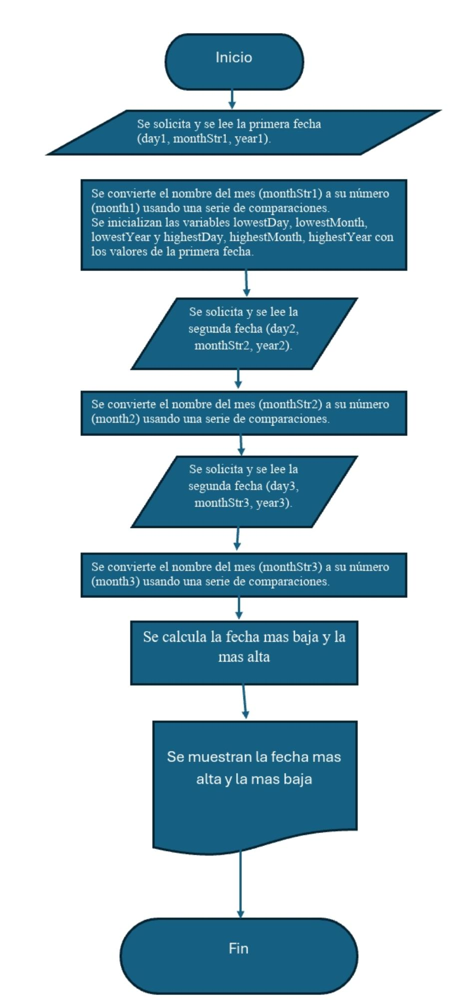 Inicio
Se solicita y se lee la primera fecha
(day1, monthStr1, year1).
Se convierte el nombre del mes (monthStr1) a su número
(month1) usando una serie de comparaciones.
Se inicializan las variables lowestDay, lowestMonth,
lowestYear y highestDay, highestMonth, highestYear con
los valores de la primera fecha.
Se solicita y se lee la
segunda fecha (day2,
monthStr2, year2).
Se convierte el nombre del mes (monthStr2) a su número
(month2) usando una serie de comparaciones.
Se solicita y se lee la
segunda fecha (day3,
monthStr3, year3).
Se convierte el nombre del mes (monthStr3) a su número
(month3) usando una serie de comparaciones.
Se calcula la fecha mas baja y la
mas alta
Se muestran la fecha mas
alta y la mas baja
Fin